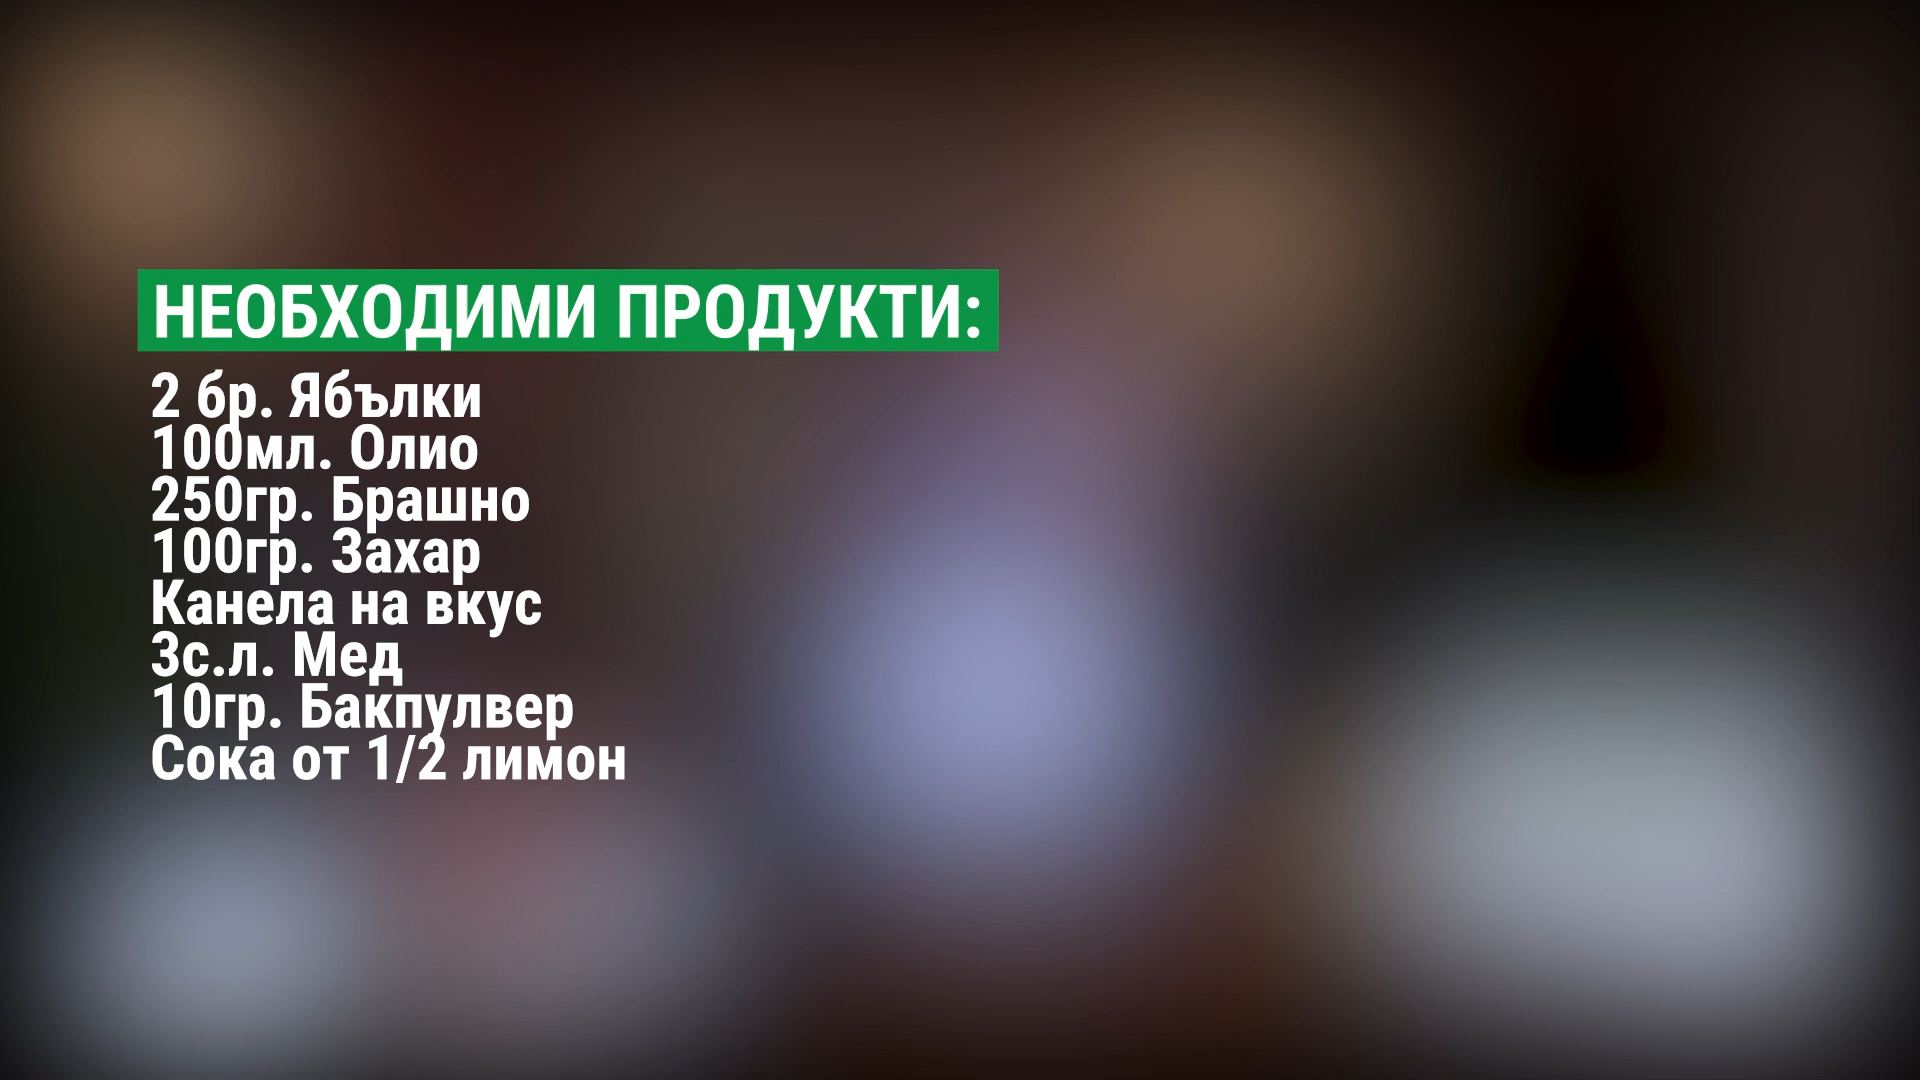 НЕОБХОДИМИ ПРОДУКТИ:
2 бр. Ябълки
100мл. Олио
250гр. Брашно
100гр. Захар
Канела на вкус
3с.л. Мед
10гр. Бакпулвер
Сока от 1/2 лимон